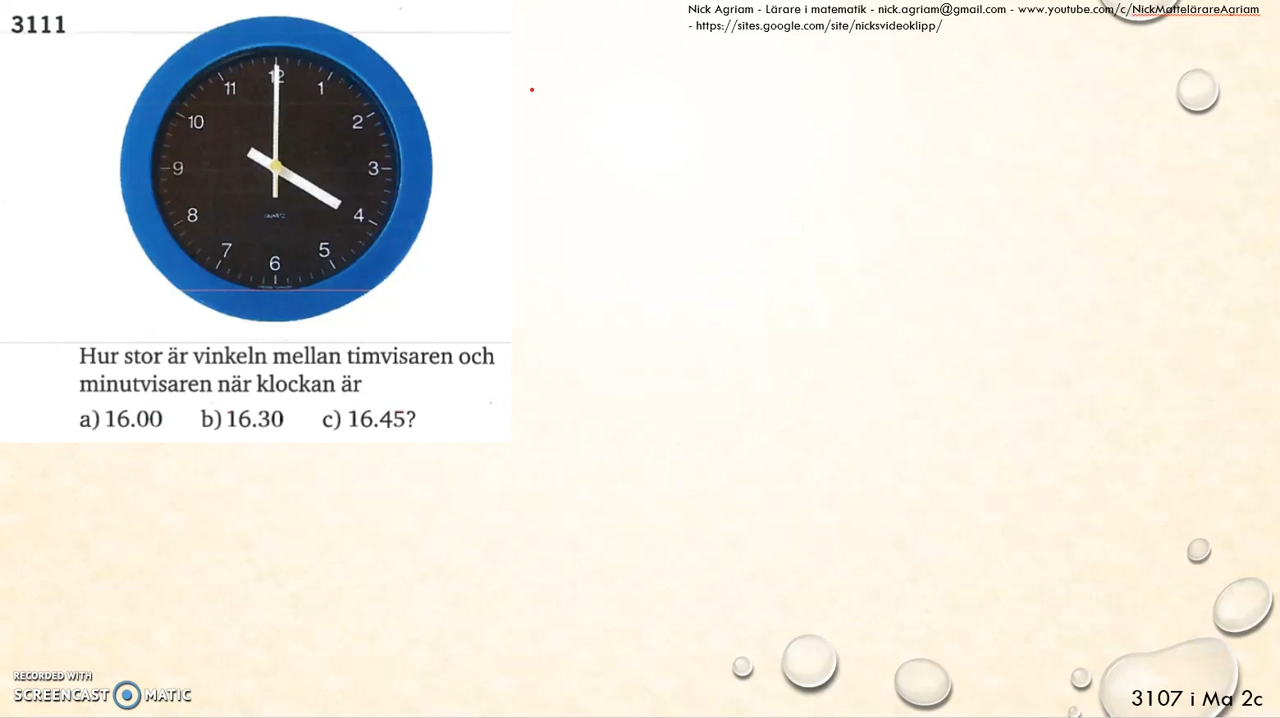 Nick Agriam - Lärare i matematik - nick.agriam@gmail.com - www.youtube.com/c/NickMattelärareAgriam
- https://sites.google.com/site/nicksvideoklipp/
3111
12
11
1
10
2
9
3
8
4
QUARTZ
7
5
6
Hur stor är vinkeln mellan timvisaren och
minutvisaren när klockan är
a) 16.00 b) 16.30 c) 16.45?
RECORDED WITH
SCREENCAST MATIC
3107 i Ma 2c